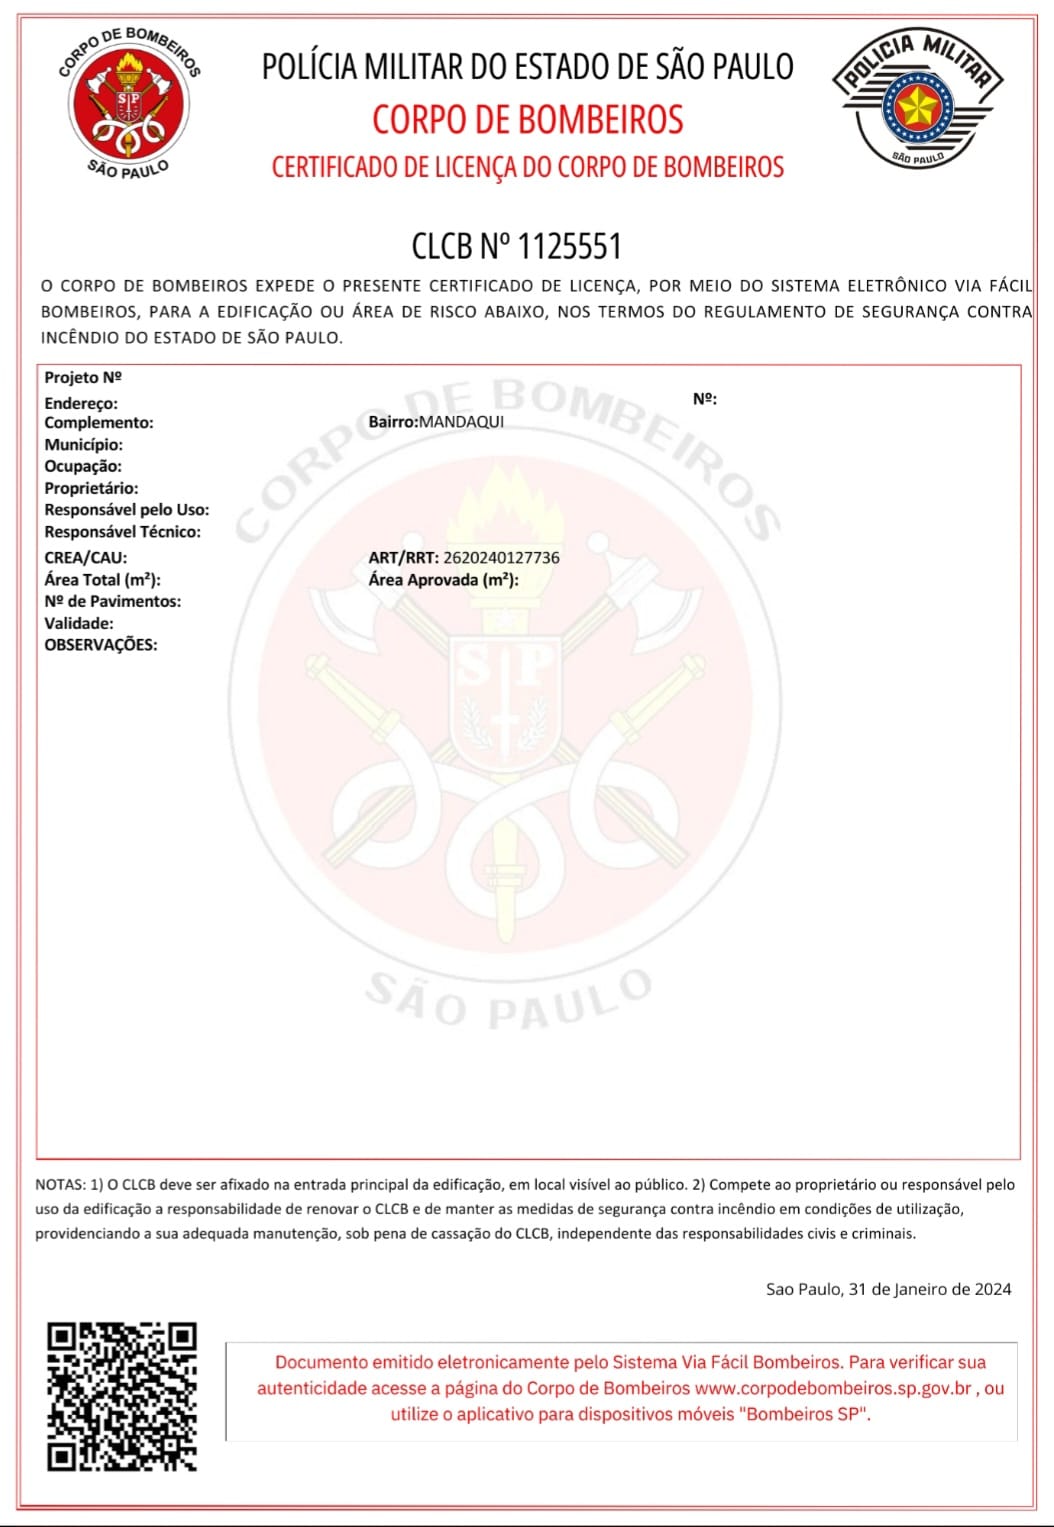 CORPO DE BOMBEIROS
SP
SÃO PAULO
POLÍCIA MILITAR DO ESTADO DE SÃO PAULO
CORPO DE BOMBEIROS
CERTIFICADO DE LICENÇA DO CORPO DE BOMBEIROS
POLICIA MILITAR
SÃO PAULO
CLCB Nº 1125551
O CORPO DE BOMBEIROS EXPEDE O PRESENTE CERTIFICADO DE LICENÇA, POR MEIO DO SISTEMA ELETRÔNICO VIA FÁCIL
BOMBEIROS, PARA A EDIFICAÇÃO OU ÁREA DE RISCO ABAIXO, NOS TERMOS DO REGULAMENTO DE SEGURANÇA CONTRA
INCÊNDIO DO ESTADO DE SÃO PAULO.
Projeto Nº
Endereço: Nº:
Complemento: Bairro:MANDAQUI
Município:
Ocupação:
Proprietário:
Responsável pelo Uso:
Responsável Técnico:
CREA/CAU: ART/RRT: 2620240127736
Área Total (m²): Área Aprovada (m²):
Nº de Pavimentos:
Validade:
OBSERVAÇÕES:
CORPO DE BOMBEIROS
SP
SÃO PAULO
NOTAS: 1) O CLCB deve ser afixado na entrada principal da edificação, em local visível ao público. 2) Compete ao proprietário ou responsável pelo
uso da edificação a responsabilidade de renovar o CLCB e de manter as medidas de segurança contra incêndio em condições de utilização,
providenciando a sua adequada manutenção, sob pena de cassação do CLCB, independente das responsabilidades civis e criminais.
Sao Paulo, 31 de Janeiro de 2024
Documento emitido eletronicamente pelo Sistema Via Fácil Bombeiros. Para verificar sua
autenticidade acesse a página do Corpo de Bombeiros www.corpodebombeiros.sp.gov.br , ou
utilize o aplicativo para dispositivos móveis "Bombeiros SP".